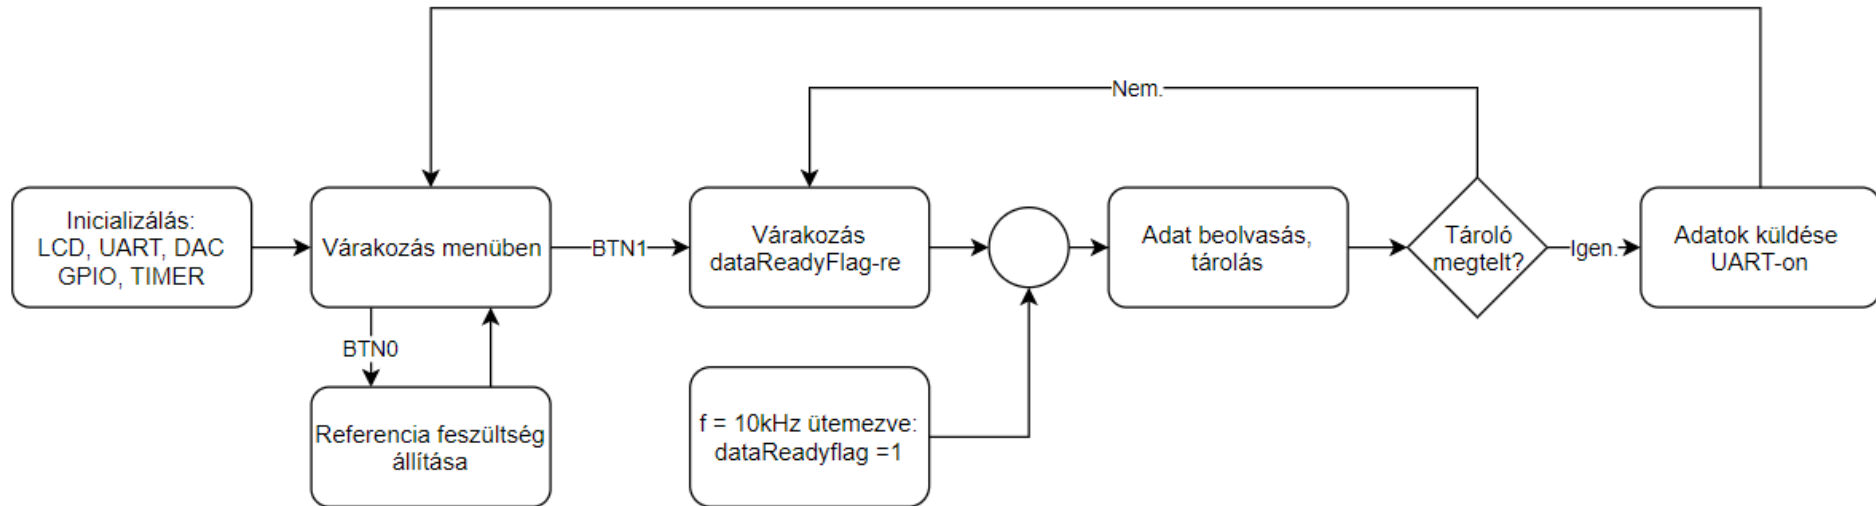 Nem.
Inicializálás:
LCD, UART, DAC
GPIO, TIMER
Várakozás menüben
BTN1
Várakozás
dataReadyFlag-re
Adat beolvasás,
tárolás
Tároló
megtelt?
Igen.
Adatok küldése
UART-on
BTN0
Referencia feszültség
állítása
f = 10kHz ütemezve:
dataReadyflag =1